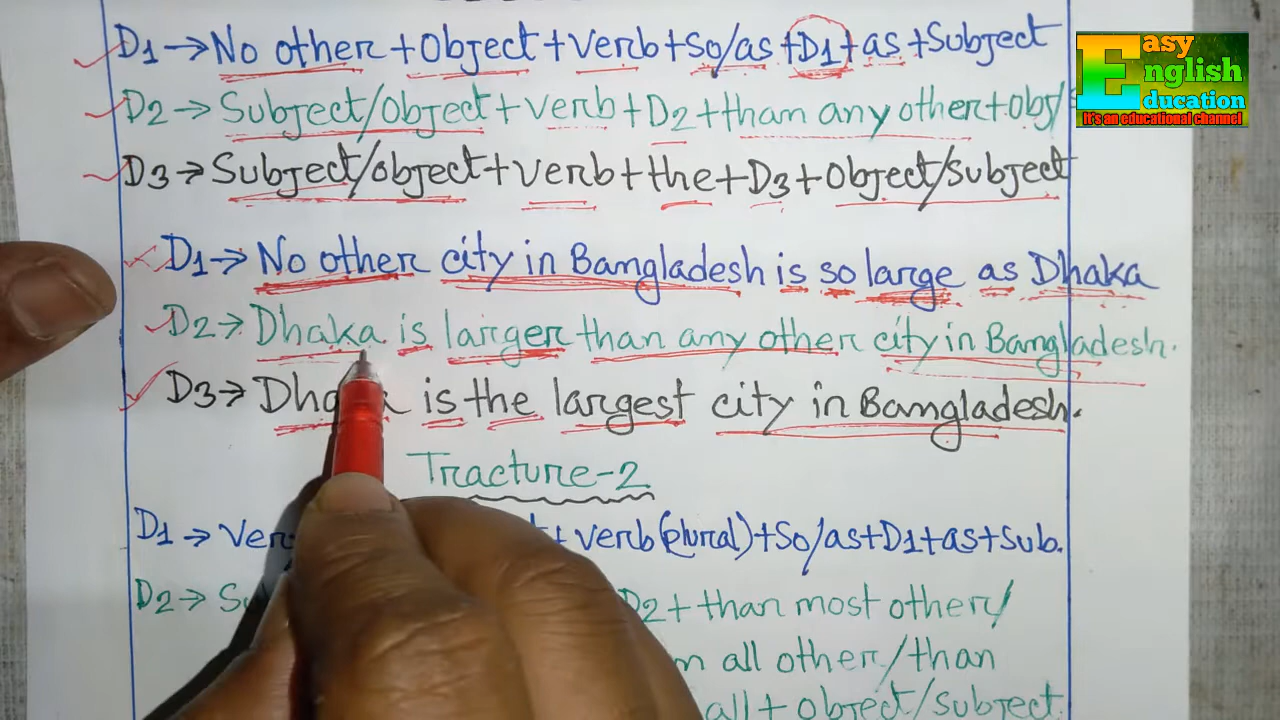 D1→No other+Object+Verb+So/as+D1+as+Subject
D2→Subject/Object+verb+D2+than any other+obj/
D3→Subject/object+verb+the+D3+Object/Subject
D1→No other city in Bangladesh is so large as Dhaka
D2→Dhaka is larger than any other city in Bangladesh.
D3→ is the largest city in Bangladesh.
Tracture-2
D1→ verb(plural)+So/as+D1+as+Sub.
D2→ D2+than most other/
all other/than
all+object/subject
Easy
English
Education
It's an educational channel